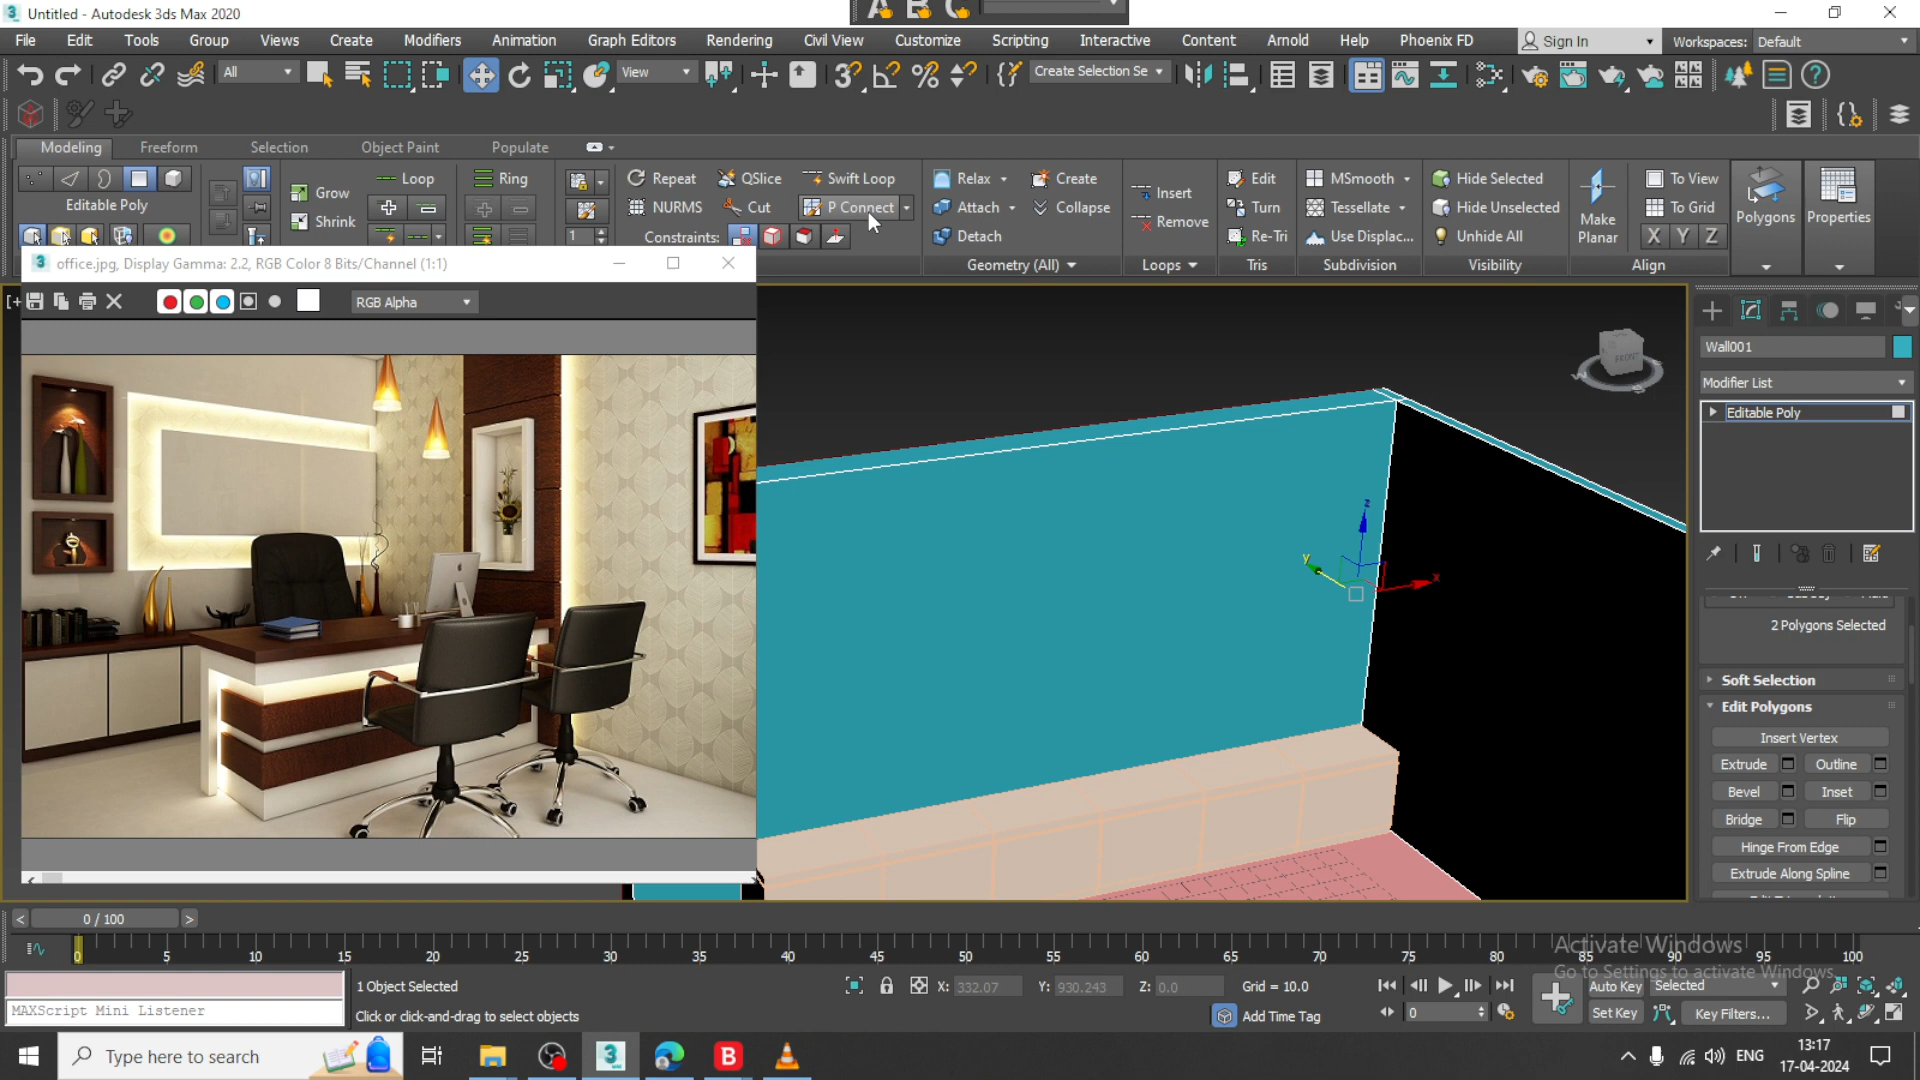 Untitled - Autodesk 3ds Max 2020
File Edit Tools Group Views Create Modifiers Animation Graph Editors Rendering Civil View Customize Scripting Interactive Content Arnold Help Phoenix FD Sign In Workspaces: Default
All View Create Selection Se
Modeling Freeform Selection Object Paint Populate
Loop Ring Repeat QSlice Swift Loop Relax Create Edit MSmooth Hide Selected To View
Grow Insert
Editable Poly NURMS Cut P Connect Attach Collapse Turn Tessellate Hide Unselected To Grid
Shrink Remove Make Planar Polygons Properties
1 Constraints: Detach Re-Tri Use Displac... Unhide All X Y Z
Geometry (All) Loops Tris Subdivision Visibility Align
office.jpg, Display Gamma: 2.2, RGB Color 8 Bits/Channel (1:1)
RGB Alpha
[+
FRONT
z
y
x
Wall001
Modifier List
Editable Poly
2 Polygons Selected
Soft Selection
Edit Polygons
Insert Vertex
Extrude Outline
Bevel Inset
Bridge Flip
Hinge From Edge
Extrude Along Spline
< 0 / 100 >
0 5 10 15 20 25 30 35 40 45 50 55 60 65 70 75 80 85 90 95 100
Activate Windows
Go to Settings to activate Windows.
1 Object Selected X: 332.07 Y: 930.243 Z: 0.0 Grid = 10.0 Auto Key Selected
MAXScript Mini Listener Click or click-and-drag to select objects Add Time Tag 0 Set Key Key Filters...
Type here to search
ENG
13:17
17-04-2024